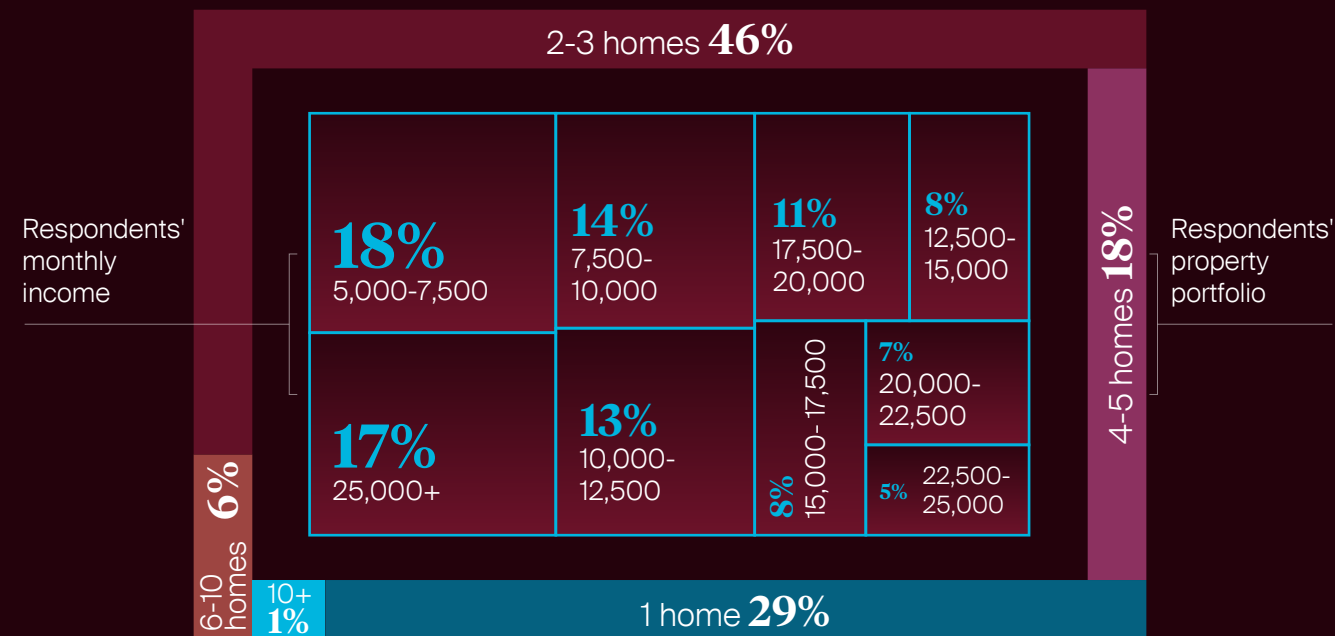 2-3 homes 46%
Respondents'
monthly
income
18%
5,000-7,500
14%
7,500-
10,000
11%
17,500-
20,000
8%
12,500-
15,000
17%
25,000+
13%
10,000-
12,500
8%
15,000- 17,500
7%
20,000-
22,500
5%
22,500-
25,000
4-5 homes 18%
Respondents'
property
portfolio
6-10
homes 6%
10+
1%
1 home 29%